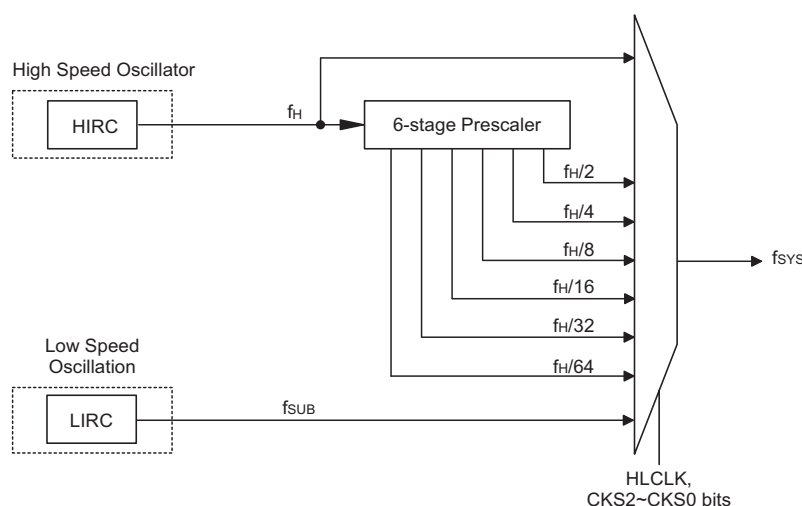 High Speed Oscillator
HIRC
fH
6-stage Prescaler
fH/2
fH/4
fH/8
fH/16
fH/32
fH/64
fSYS
Low Speed
Oscillation
LIRC
fSUB
HLCLK,
CKS2~CKS0 bits